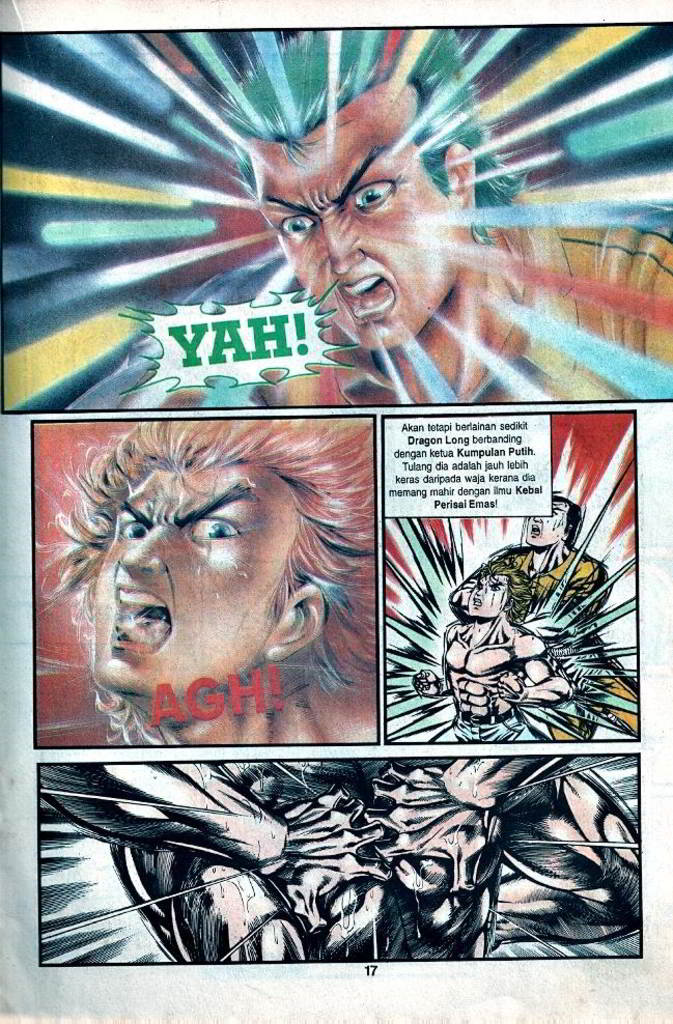 YAH!
AGH!
Akan tetapi berlainan sedikit
Dragon Long berbanding
dengan ketua Kumpulan Putih.
Tulang dia adalah jauh lebih
keras daripada waja kerana dia
memang mahir dengan ilmu Kebal
Perisai Emas!
17